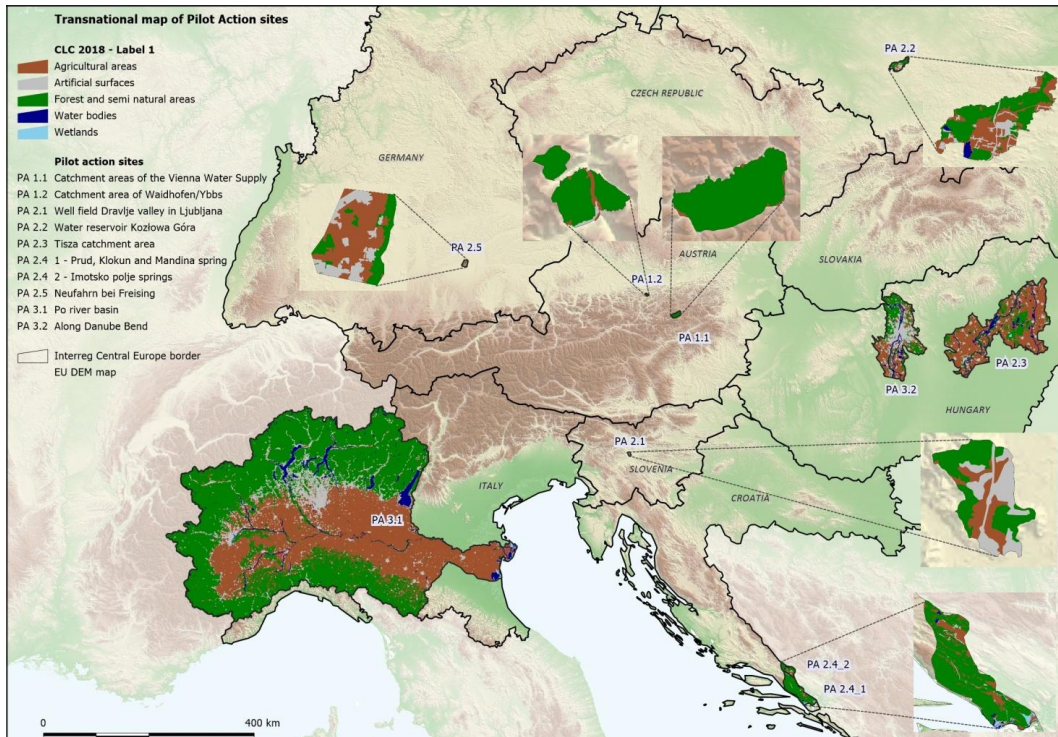 Transnational map of Pilot Action sites
CLC 2018 - Label 1
Agricultural areas
Artificial surfaces
Forest and semi natural areas
Water bodies
Wetlands
Pilot action sites
PA 1.1 Catchment areas of the Vienna Water Supply
PA 1.2 Catchment area of Waidhofen/Ybbs
PA 2.1 Well field Dravlje valley in Ljubljana
PA 2.2 Water reservoir Kozłowa Góra
PA 2.3 Tisza catchment area
PA 2.4 1 - Prud, Klokun and Mandina spring
PA 2.4 2 - Imotsko polje springs
PA 2.5 Neufahrn bei Freising
PA 3.1 Po river basin
PA 3.2 Along Danube Bend
Interreg Central Europe border
EU DEM map
PA 2.2
CZECH REPUBLIC
GERMANY
PA 2.5
AUSTRIA
SLOVAKIA
PA 1.2
PA 1.1
PA 2.3
PA 3.2
HUNGARY
PA 2.1
SLOVENIA
ITALY
CROATIA
PA 3.1
PA 2.4_2
PA 2.4_1
0 400 km